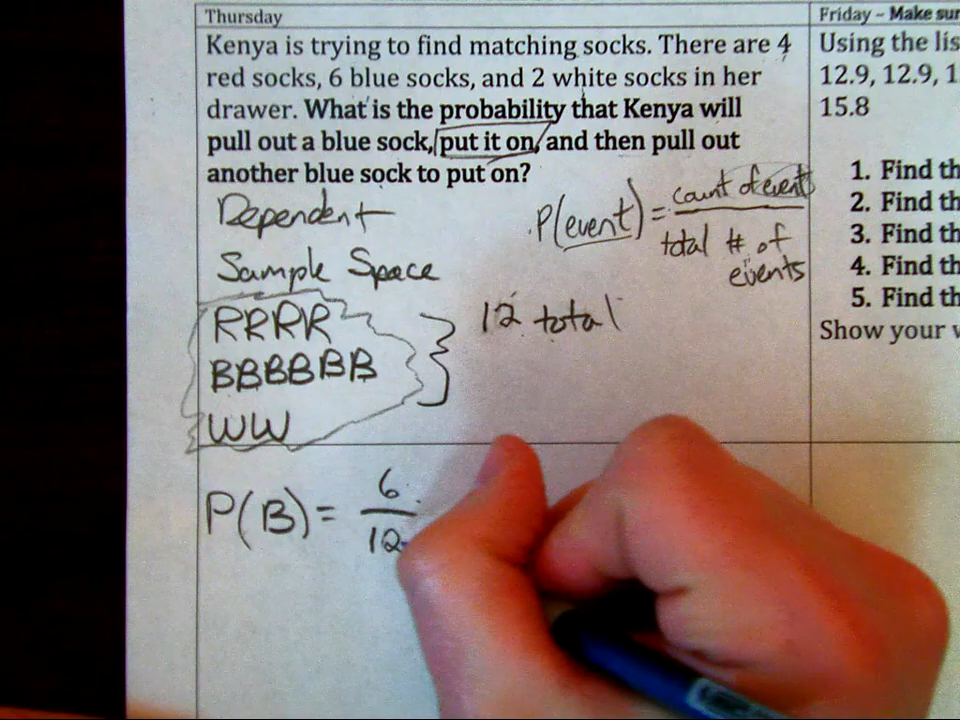 Thursday
Kenya is trying to find matching socks. There are 4
red socks, 6 blue socks, and 2 white socks in her
drawer. What is the probability that Kenya will
pull out a blue sock, put it on, and then pull out
another blue sock to put on?
Dependent
Sample Space
RRRR
BBBBBB
WW
12 total
P(event) = count of event
total # of
events
P(B) = 6
12
Friday – Make sur
Using the lis
12.9, 12.9, 1
15.8
1. Find th
2. Find th
3. Find th
4. Find th
5. Find th
Show your w